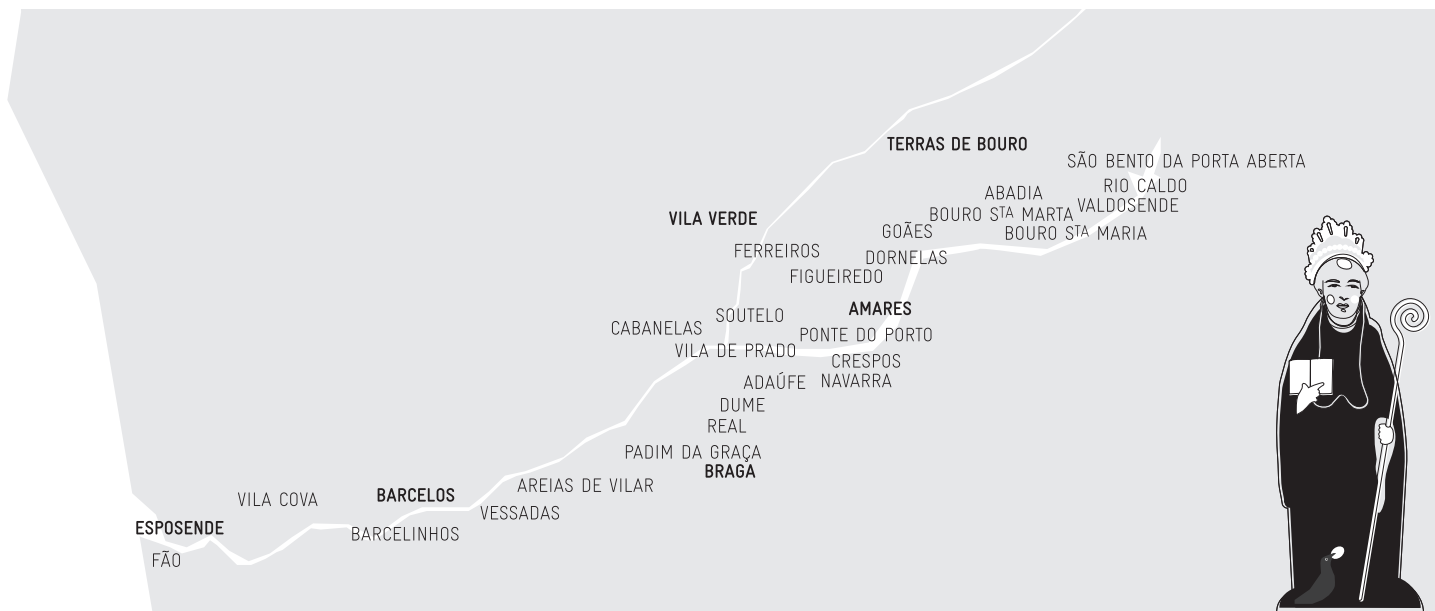 TERRAS DE BOURO
SÃO BENTO DA PORTA ABERTA
RIO CALDO
ABADIA
VALDOSENDE
BOURO STA MARTA
VILA VERDE
GOÃES
BOURO STA MARIA
FERREIROS
DORNELAS
FIGUEIREDO
AMARES
SOUTELO
CABANELAS
PONTE DO PORTO
VILA DE PRADO
CRESPOS
ADAÚFE
NAVARRA
DUME
REAL
PADIM DA GRAÇA
BRAGA
AREIAS DE VILAR
BARCELOS
VILA COVA
VESSADAS
ESPOSENDE
BARCELINHOS
FÃO